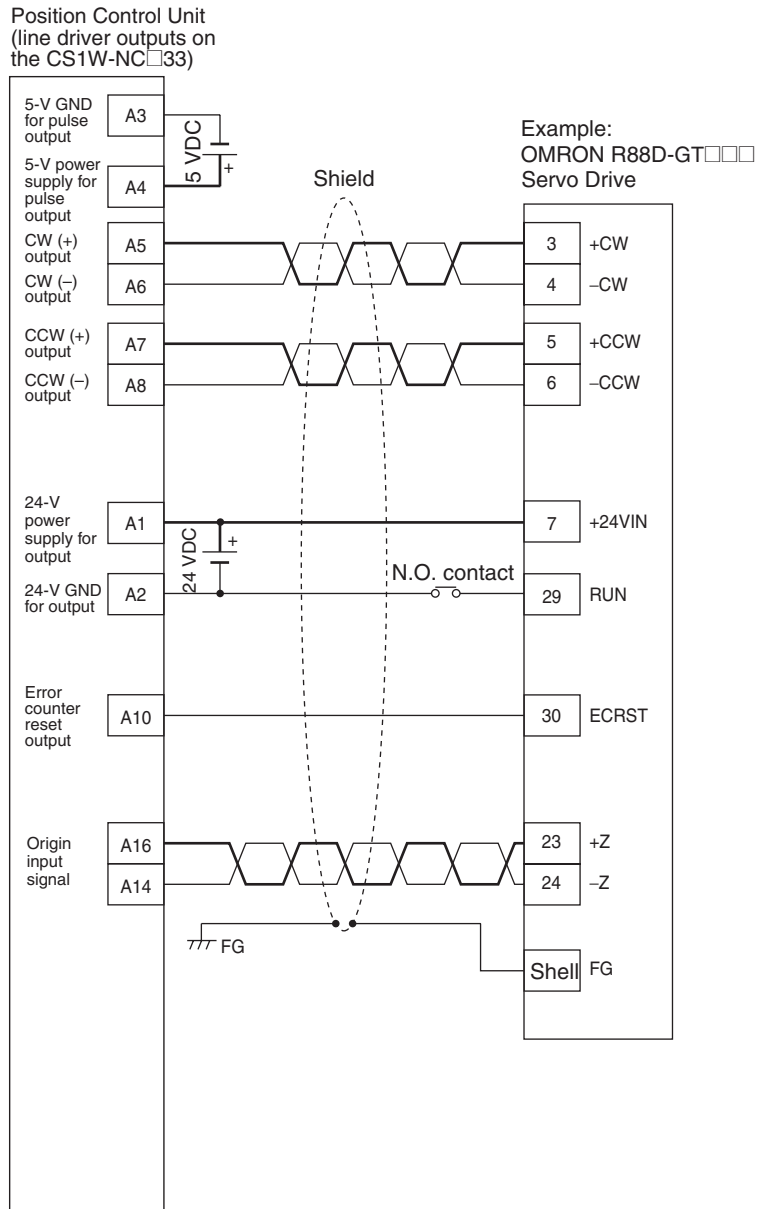 Position Control Unit
(line driver outputs on
the CS1W-NC□33)
5-V GND
for pulse
output
A3
5 VDC
+
5-V power
supply for
pulse
output
A4
Example:
OMRON R88D-GT□□□
Servo Drive
Shield
CW (+)
output
A5
3
+CW
CW (–)
output
A6
4
–CW
CCW (+)
output
A7
5
+CCW
CCW (–)
output
A8
6
–CCW
24-V
power
supply for
output
A1
7
+24VIN
24 VDC
+
24-V GND
for output
A2
N.O. contact
29
RUN
Error
counter
reset
output
A10
30
ECRST
Origin
input
signal
A16
23
+Z
A14
24
–Z
FG
Shell
FG